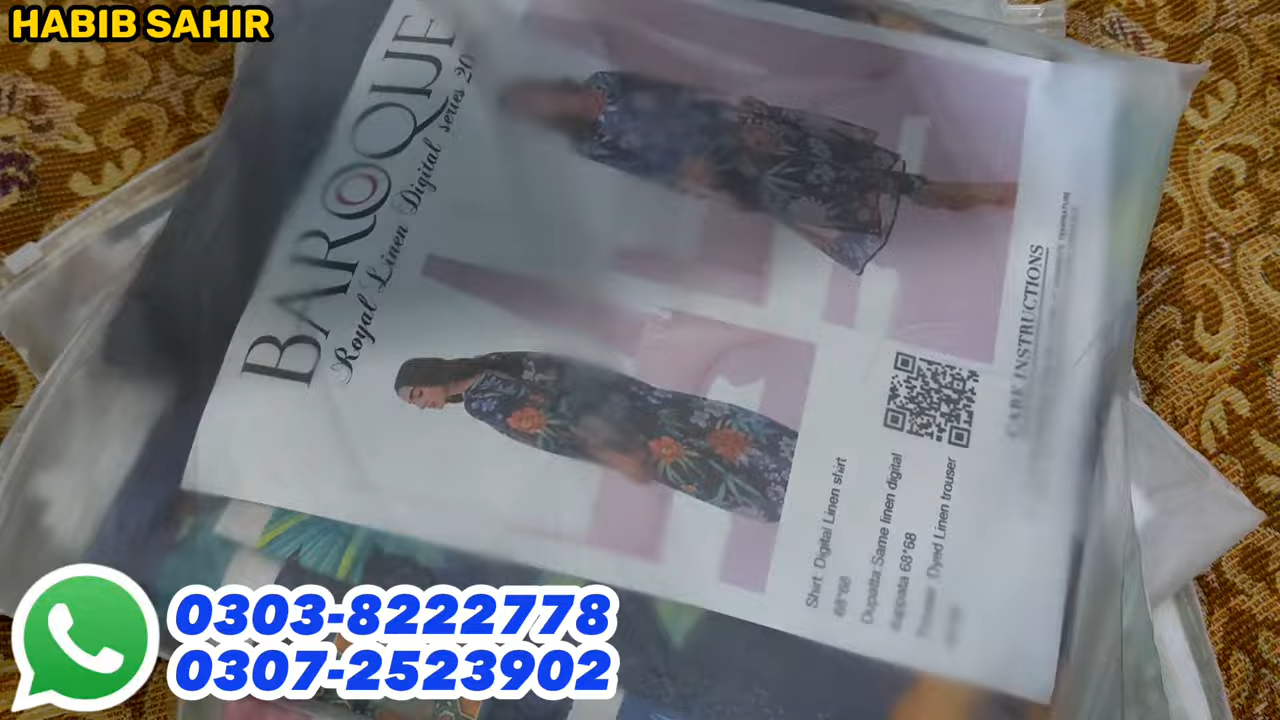 HABIB SAHIR
BAROQUE
Royal Linen Digital series 20
CARE INSTRUCTIONS
Shirt: Digital Linen shirt
68*68
Dupatta:Same linen digital
duppata 68*68
Trouser: Dyed Linen trouser
0303-8222778
0307-2523902